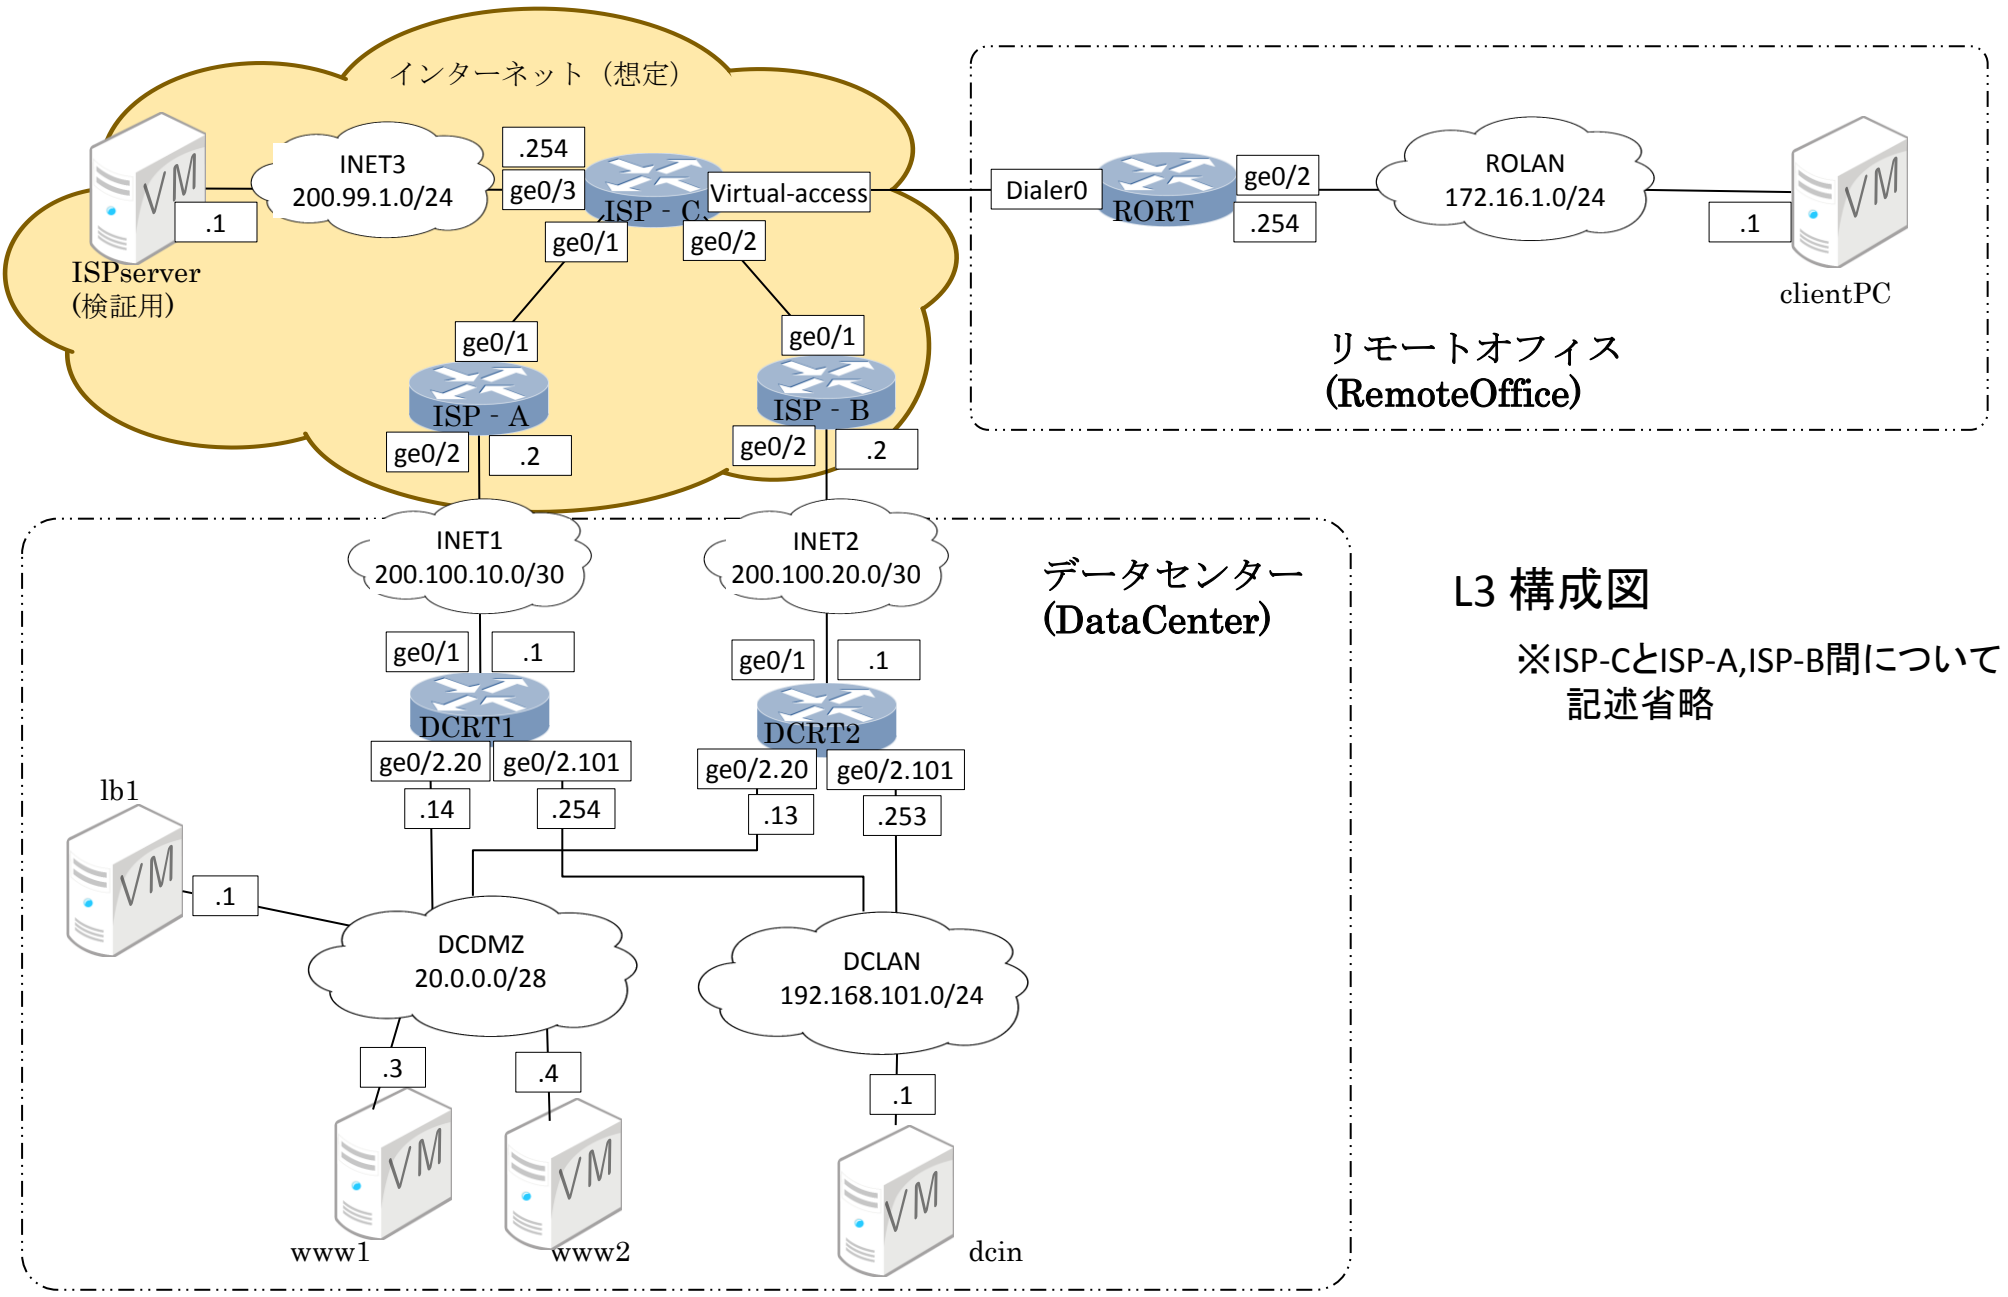 インターネット（想定）
INET3
200.99.1.0/24
.254
ge0/3
ISP - C
Virtual-access
ge0/1
ge0/2
VM
.1
ISPserver
(検証用)
Dialer0
RORT
ge0/2
.254
ROLAN
172.16.1.0/24
.1
VM
clientPC
リモートオフィス
(RemoteOffice)
ge0/1
ISP - A
ge0/2
.2
ge0/1
ISP - B
ge0/2
.2
INET1
200.100.10.0/30
INET2
200.100.20.0/30
データセンター
(DataCenter)
L3 構成図
※ISP-CとISP-A,ISP-B間について
記述省略
ge0/1
.1
DCRT1
ge0/2.20
ge0/2.101
.14
.254
ge0/1
.1
DCRT2
ge0/2.20
ge0/2.101
.13
.253
lb1
VM
.1
DCDMZ
20.0.0.0/28
DCLAN
192.168.101.0/24
.3
.4
.1
VM
VM
VM
www1
www2
dcin